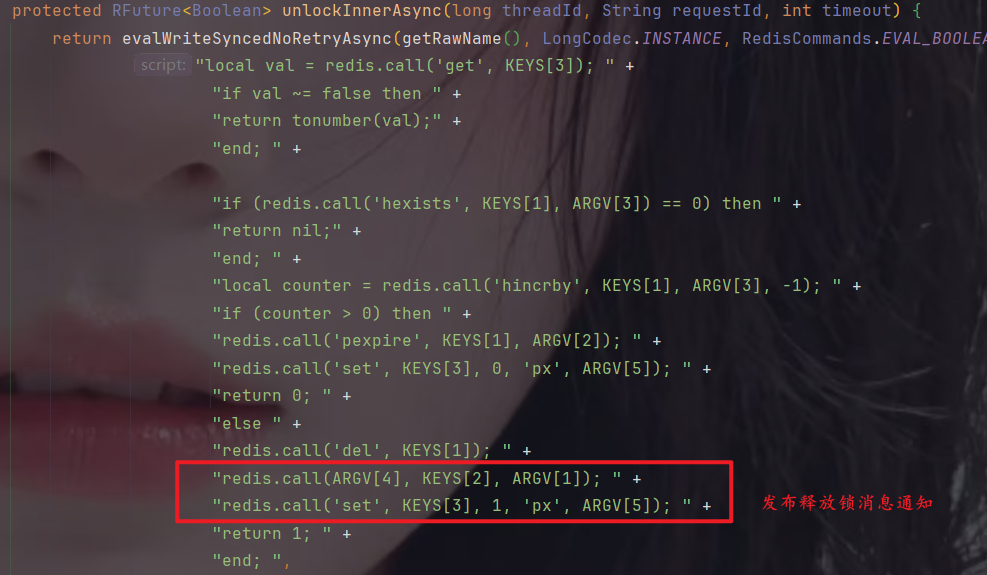 protected RFuture<Boolean> unlockInnerAsync(long threadId, String requestId, int timeout) {
return evalWriteSyncedNoRetryAsync(getRawName(), LongCodec.INSTANCE, RedisCommands.EVAL_BOOLEA
script: "local val = redis.call('get', KEYS[3]); " +
"if val ~= false then " +
"return tonumber(val);" +
"end; " +
"if (redis.call('hexists', KEYS[1], ARGV[3]) == 0) then " +
"return nil;" +
"end; " +
"local counter = redis.call('hincrby', KEYS[1], ARGV[3], -1); " +
"if (counter > 0) then " +
"redis.call('pexpire', KEYS[1], ARGV[2]); " +
"redis.call('set', KEYS[3], 0, 'px', ARGV[5]); " +
"return 0; " +
"else " +
"redis.call('del', KEYS[1]); " +
"redis.call(ARGV[4], KEYS[2], ARGV[1]); " +
"redis.call('set', KEYS[3], 1, 'px', ARGV[5]); " +
发布释放锁消息通知
"return 1; " +
"end; ",